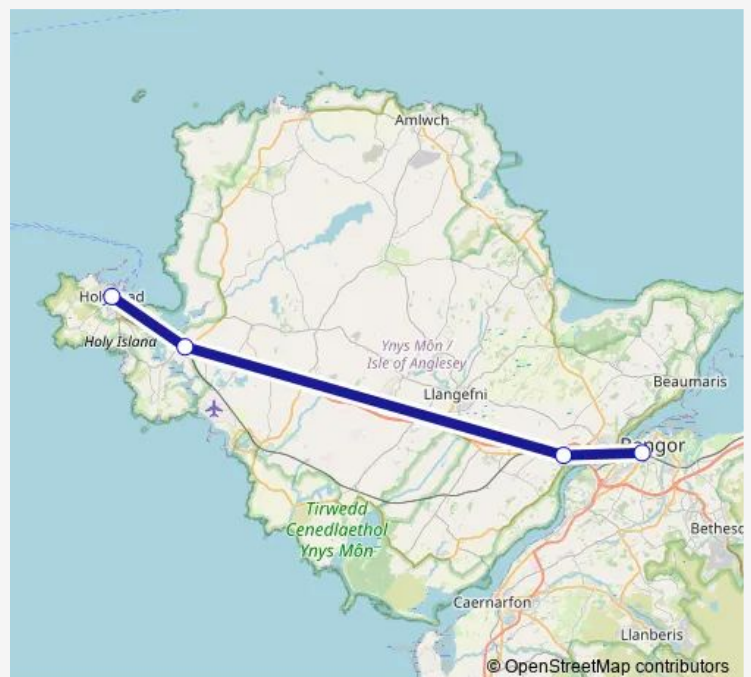 Amlwch
Holy Island
Ynys Môn /
Isle of Anglesey
Llangefni
Beaumaris
Bangor
Tirwedd
Cenedlaethol
Ynys Môn
Bethesd
Caernarfon
Llanberis
© OpenStreetMap contributors